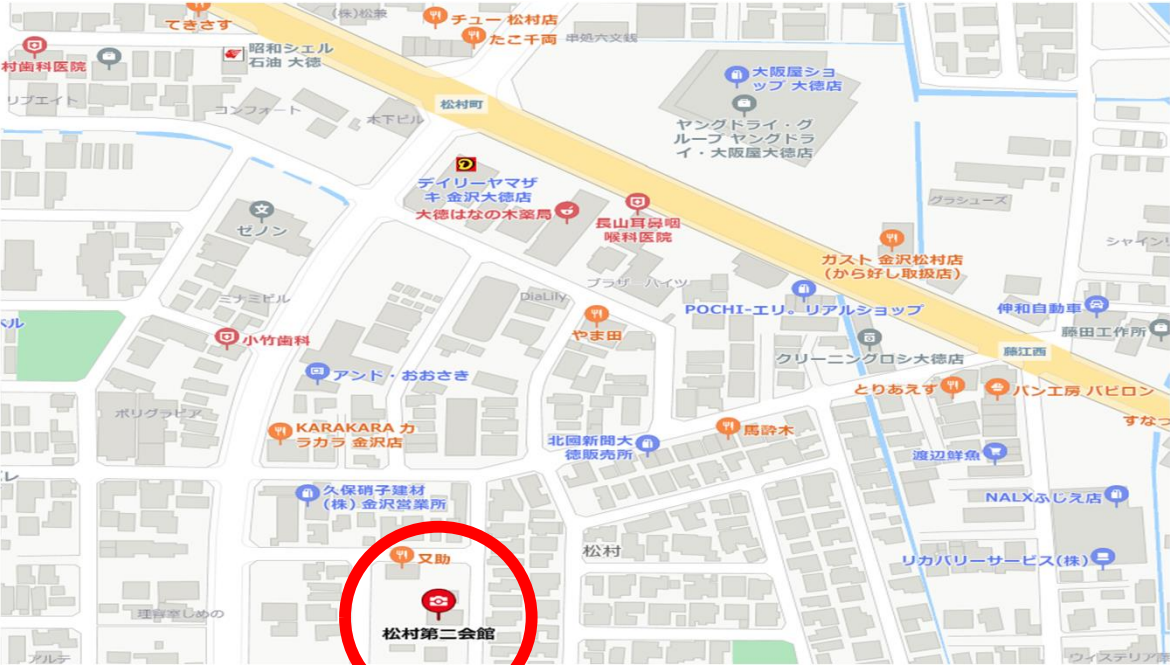 てきさす
(株)松兼
チュー 松村店
たこ千両
串処六文銭
昭和シェル
石油 大徳
村歯科医院
リブエイト
コンフォート
木下ビル
松村町
大阪屋ショ
ップ 大徳店
ヤングドライ・グ
ループ ヤングドラ
イ・大阪屋大徳店
デイリーヤマザ
キ 金沢大徳店
大徳はなの木薬局
長山耳鼻咽
喉科医院
グラシューズ
ゼノン
ガスト 金沢松村店
(から好し取扱店)
シャイン
ミナミビル
DiaLily
プラザ ハイツ
POCHI-エリ。リアルショップ
伸和自動車
藤田工作所
やま田
小竹歯科
クリーニングロシ大徳店
藤江西
アンド・おおさき
とりあえず
パン工房 バビロン
すなっ
ポリグラビア
KARAKARA カ
ラカラ 金沢店
馬酔木
北國新聞大
徳販売所
渡辺鮮魚
久保硝子建材
(株) 金沢営業所
NALXふじえ店
松村
又助
リカバリーサービス(株)
理容室しめの
松村第二会館
アルテ
ウィステリア